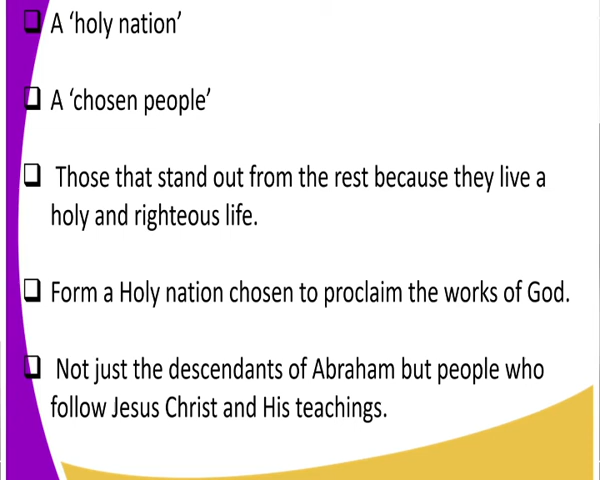 ❑ A ‘holy nation’
❑ A ‘chosen people’
❑ Those that stand out from the rest because they live a
holy and righteous life.
❑ Form a Holy nation chosen to proclaim the works of God.
❑ Not just the descendants of Abraham but people who
follow Jesus Christ and His teachings.